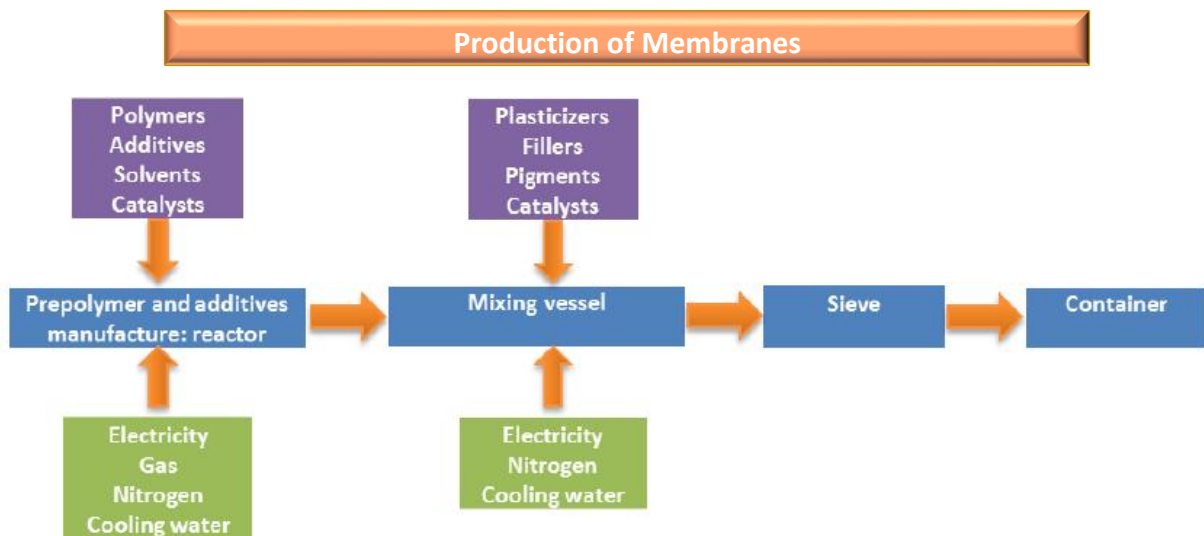 Production of Membranes
Polymers
Additives
Solvents
Catalysts
Plasticizers
Fillers
Pigments
Catalysts
Prepolymer and additives
manufacture: reactor
Mixing vessel
Sieve
Container
Electricity
Gas
Nitrogen
Cooling water
Electricity
Nitrogen
Cooling water